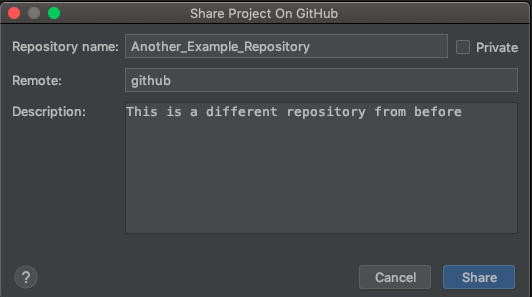 Share Project On GitHub
Repository name: Another_Example_Repository Private
Remote: github
Description: This is a different repository from before
? Cancel Share